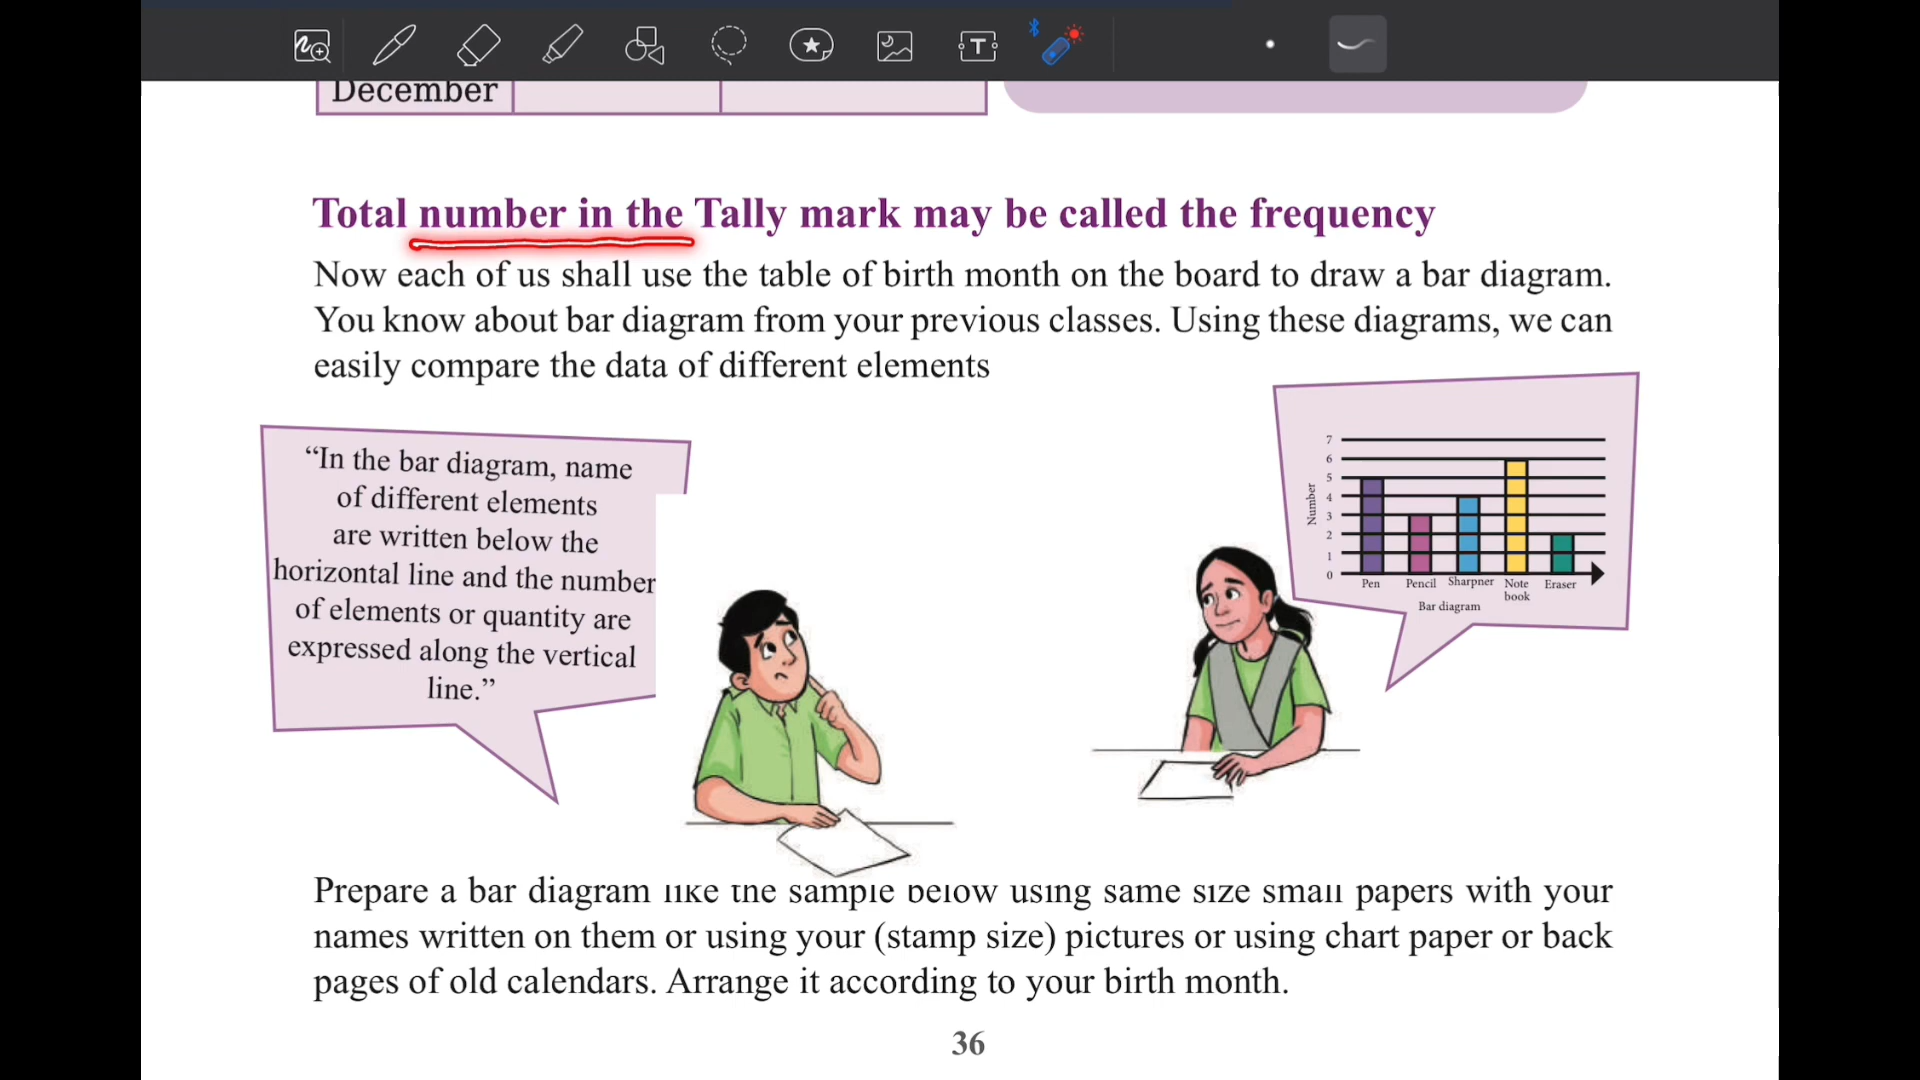 December
Total number in the Tally mark may be called the frequency
Now each of us shall use the table of birth month on the board to draw a bar diagram.
You know about bar diagram from your previous classes. Using these diagrams, we can
easily compare the data of different elements
“In the bar diagram, name
of different elements
are written below the
horizontal line and the number
of elements or quantity are
expressed along the vertical
line.”
7
6
5
4
3
2
1
0
Number
Pen Pencil Sharpner Note book Eraser
Bar diagram
Prepare a bar diagram like the sample below using same size small papers with your
names written on them or using your (stamp size) pictures or using chart paper or back
pages of old calendars. Arrange it according to your birth month.
36